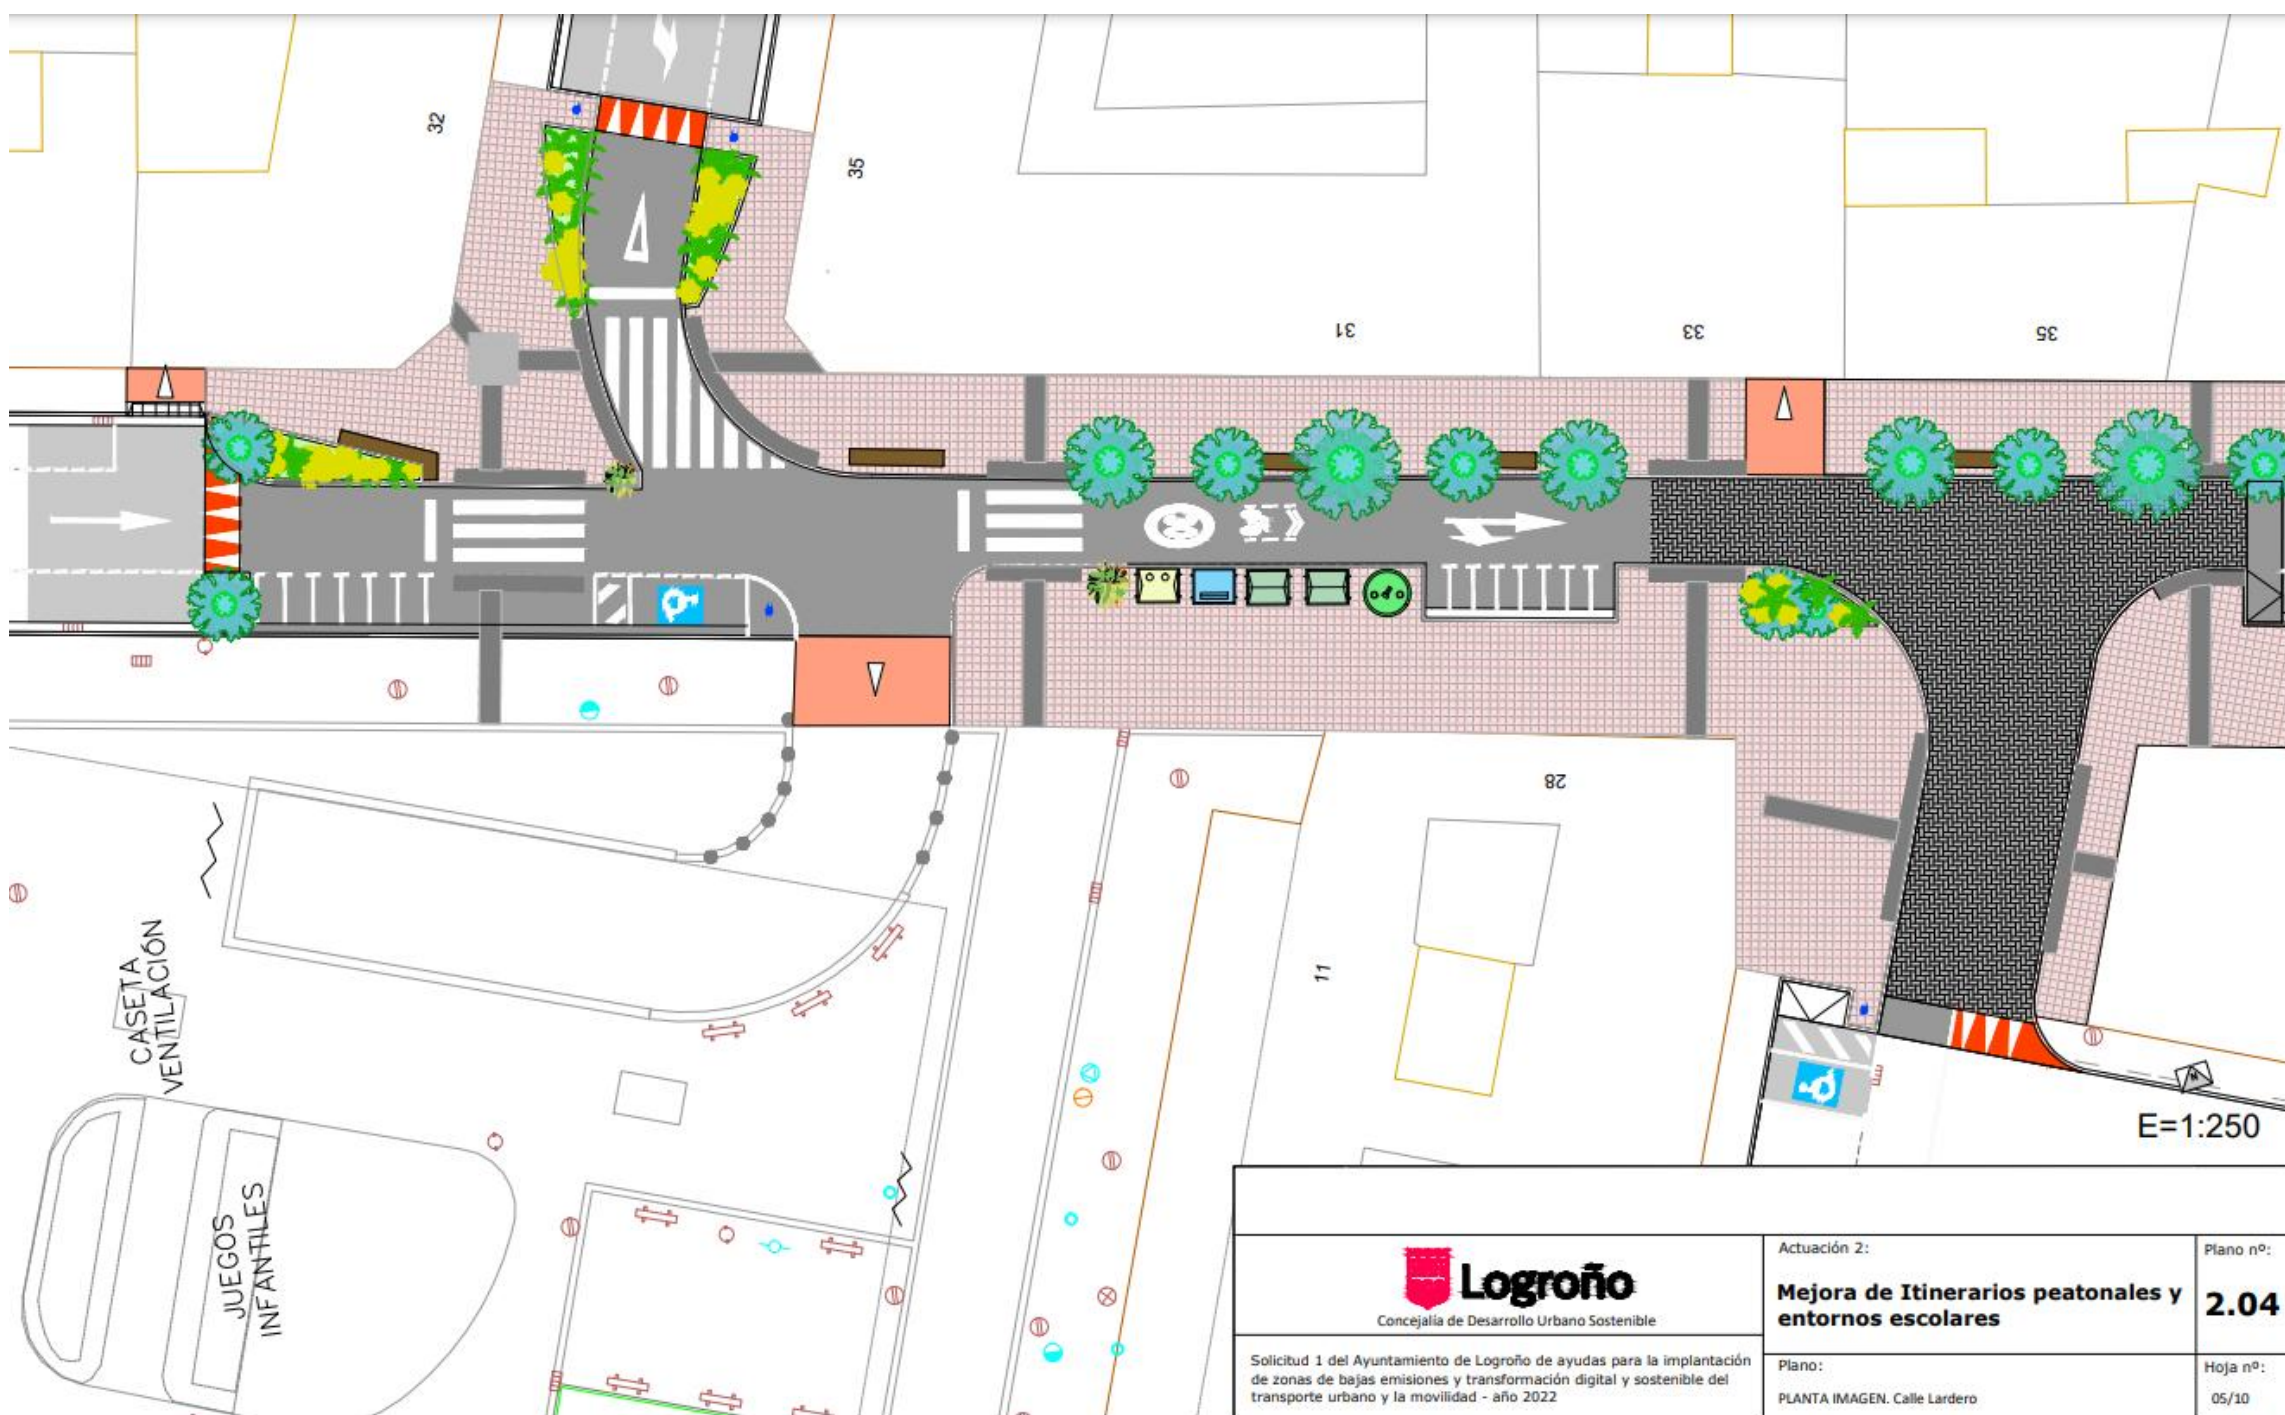 32
35
31
33
35
28
11
CASETA
VENTILACIÓN
JUEGOS
INFANTILES
E=1:250
Logroño
Concejalía de Desarrollo Urbano Sostenible
Solicitud 1 del Ayuntamiento de Logroño de ayudas para la implantación
de zonas de bajas emisiones y transformación digital y sostenible del
transporte urbano y la movilidad - año 2022
Actuación 2:
Mejora de Itinerarios peatonales y
entornos escolares
Plano:
PLANTA IMAGEN. Calle Lardero
Plano nº:
2.04
Hoja nº:
05/10